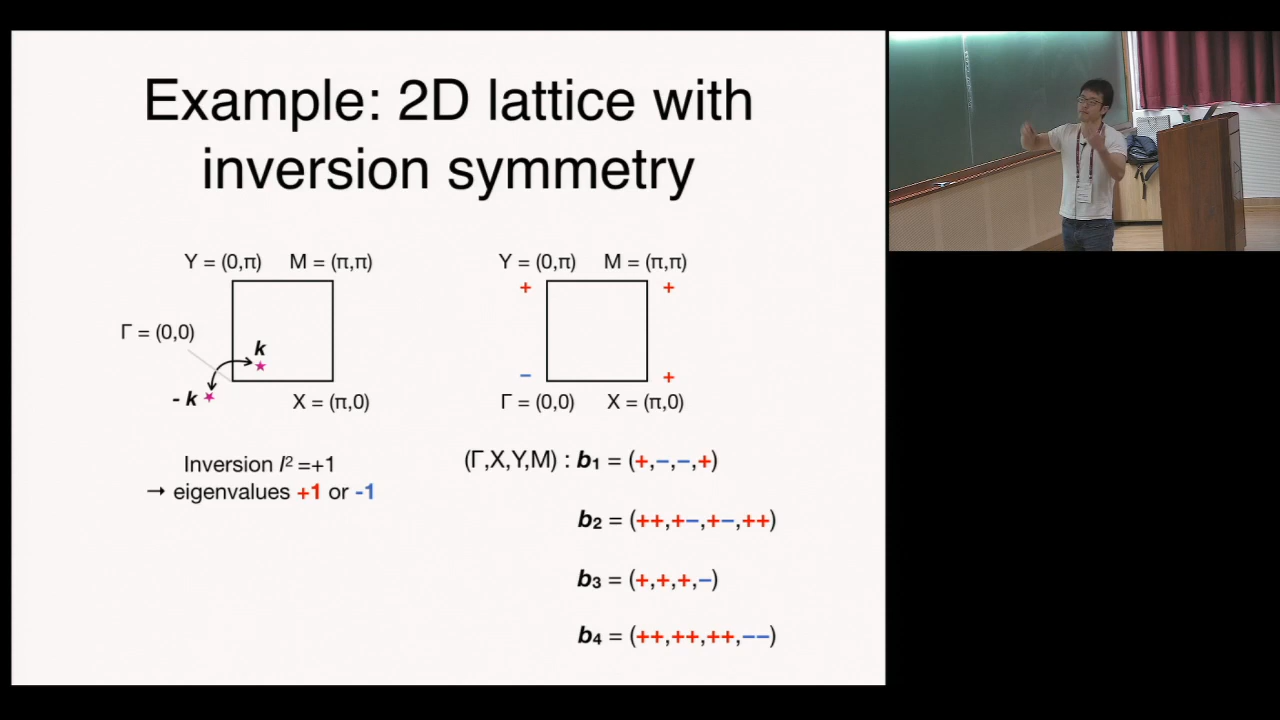 Example: 2D lattice with
inversion symmetry
Y = (0,π) M = (π,π)
Γ = (0,0)
k
- k
X = (π,0)
Inversion I² =+1
→ eigenvalues +1 or -1
Y = (0,π) M = (π,π)
+ +
− +
Γ = (0,0) X = (π,0)
(Γ,X,Y,M) : b₁ = (+,−,−,+)
b₂ = (++,+−,+−,++)
b₃ = (+,+,+,−)
b₄ = (++,++,++,−−)